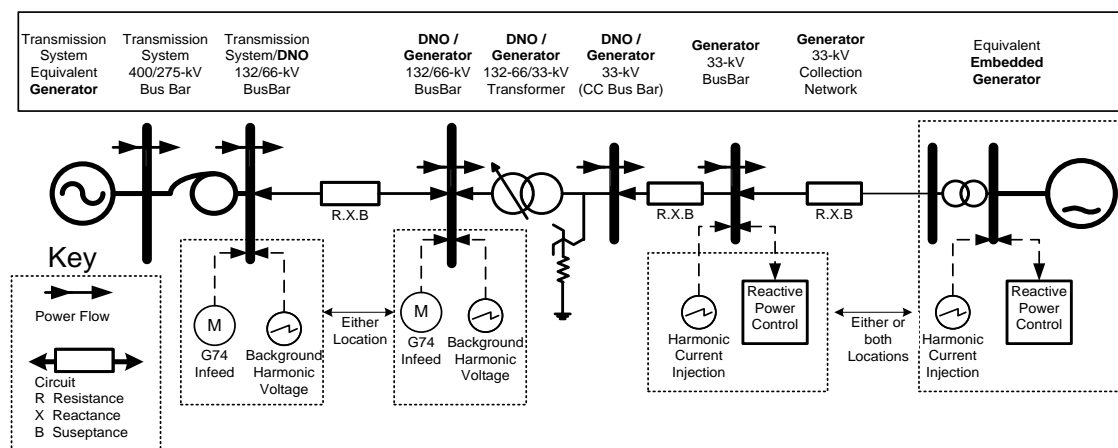 Transmission
System
Equivalent
Generator
Transmission
System
400/275-kV
Bus Bar
Transmission
System/DNO
132/66-kV
BusBar
DNO /
Generator
132/66-kV
BusBar
DNO /
Generator
132-66/33-kV
Transformer
DNO /
Generator
33-kV
(CC Bus Bar)
Generator
33-kV
BusBar
Generator
33-kV
Collection
Network
Equivalent
Embedded
Generator
R.X.B
R.X.B
R.X.B
Key
Power Flow
Circuit
R Resistance
X Reactance
B Suseptance
M
G74
Infeed
Background
Harmonic
Voltage
Either
Location
M
G74
Infeed
Background
Harmonic
Voltage
Harmonic
Current
Injection
Reactive
Power
Control
Either or
both
Locations
Harmonic
Current
Injection
Reactive
Power
Control